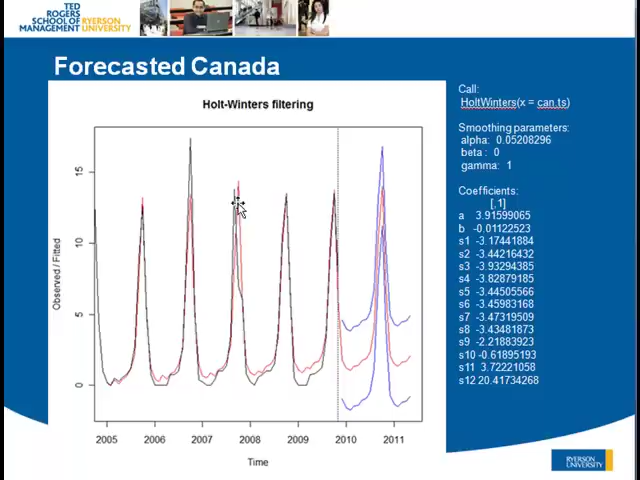 TED
ROGERS
SCHOOL OF
MANAGEMENT
RYERSON
UNIVERSITY
Forecasted Canada
Holt-Winters filtering
Observed / Fitted
15
10
5
0
2005 2006 2007 2008 2009 2010 2011
Time
Call:
HoltWinters(x = can.ts)
Smoothing parameters:
alpha: 0.05208296
beta : 0
gamma: 1
Coefficients:
[,1]
a 3.91599065
b -0.01122523
s1 -3.17441884
s2 -3.44216432
s3 -3.93294385
s4 -3.82879185
s5 -3.44505566
s6 -3.45983168
s7 -3.47319509
s8 -3.43481873
s9 -2.21883923
s10 -0.61895193
s11 3.72221058
s12 20.41734268
RYERSON
UNIVERSITY